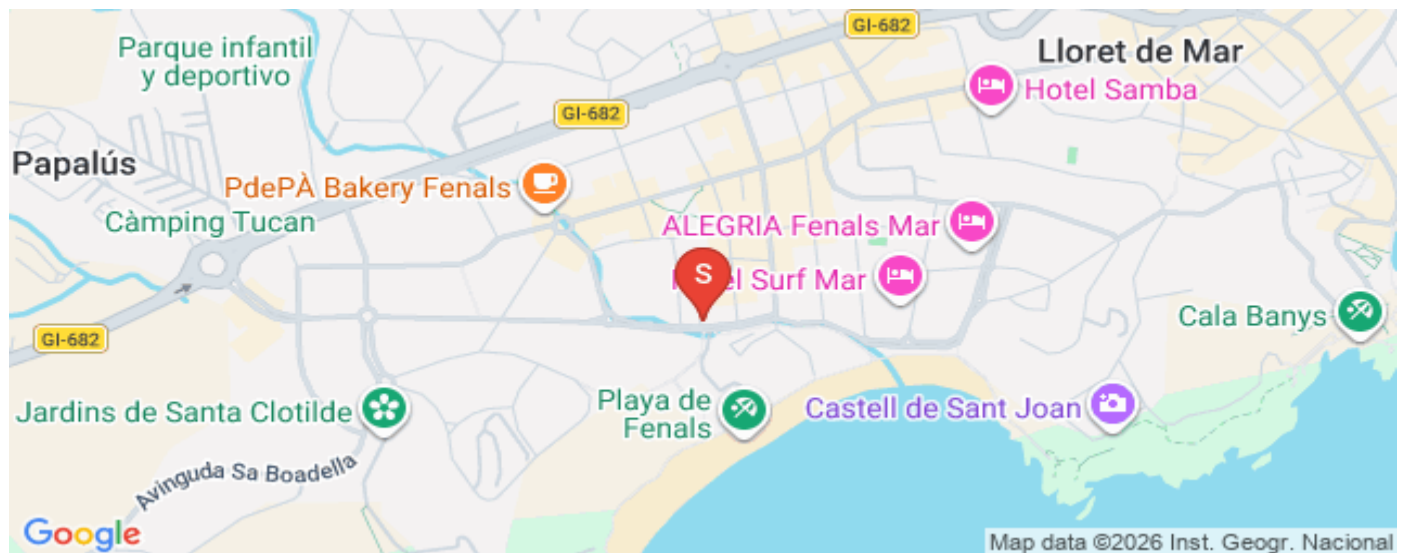 GI-682
Parque infantil
y deportivo
Lloret de Mar
Hotel Samba
GI-682
Papalús
PdePÀ Bakery Fenals
Càmping Tucan
ALEGRIA Fenals Mar
S
el Surf Mar
Cala Banys
GI-682
Jardins de Santa Clotilde
Playa de
Fenals
Castell de Sant Joan
Avinguda Sa Boadella
Google
Map data ©2026 Inst. Geogr. Nacional